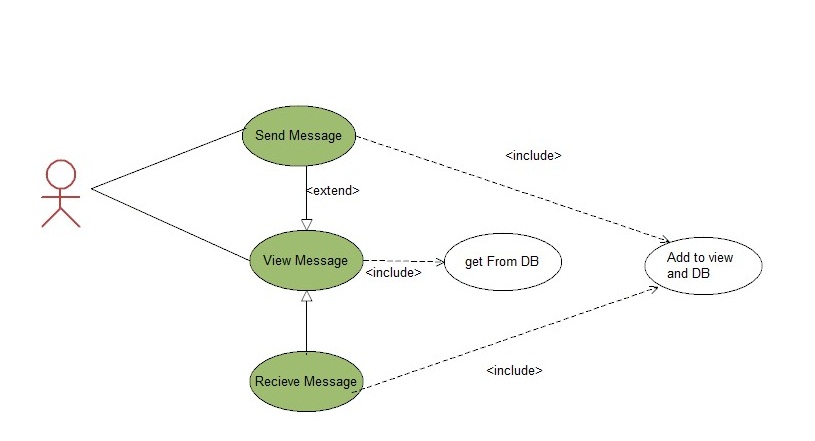 Send Message
<include>
<extend>
View Message
<include>
get From DB
Add to view
and DB
Recieve Message
<include>